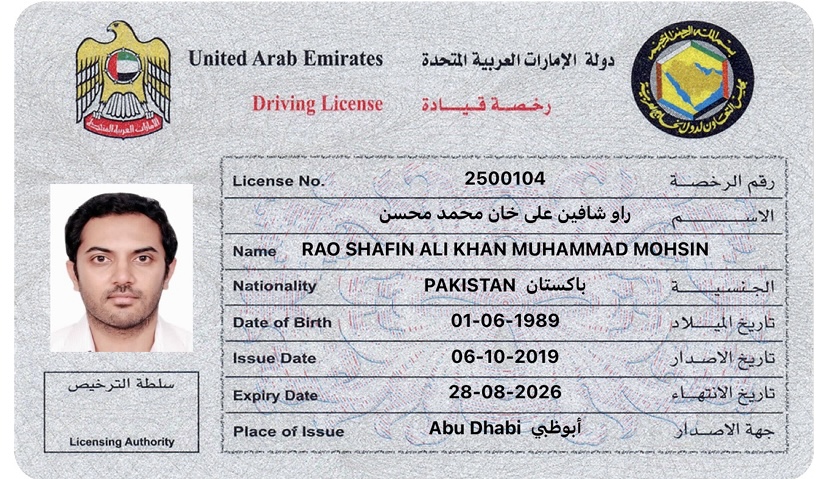 United Arab Emirates دولة الإمارات العربية المتحدة
Driving License رخصة قيادة
License No. 2500104 رقم الرخصة
راو شافين على خان محمد محسن الاسم
Name RAO SHAFIN ALI KHAN MUHAMMAD MOHSIN
Nationality PAKISTAN باكستان الجنسية
Date of Birth 01-06-1989 تاريخ الميلاد
Issue Date 06-10-2019 تاريخ الاصدار
Expiry Date 28-08-2026 تاريخ الانتهاء
Place of Issue Abu Dhabi أبوظبي جهة الاصدار
سلطة الترخيص
Licensing Authority